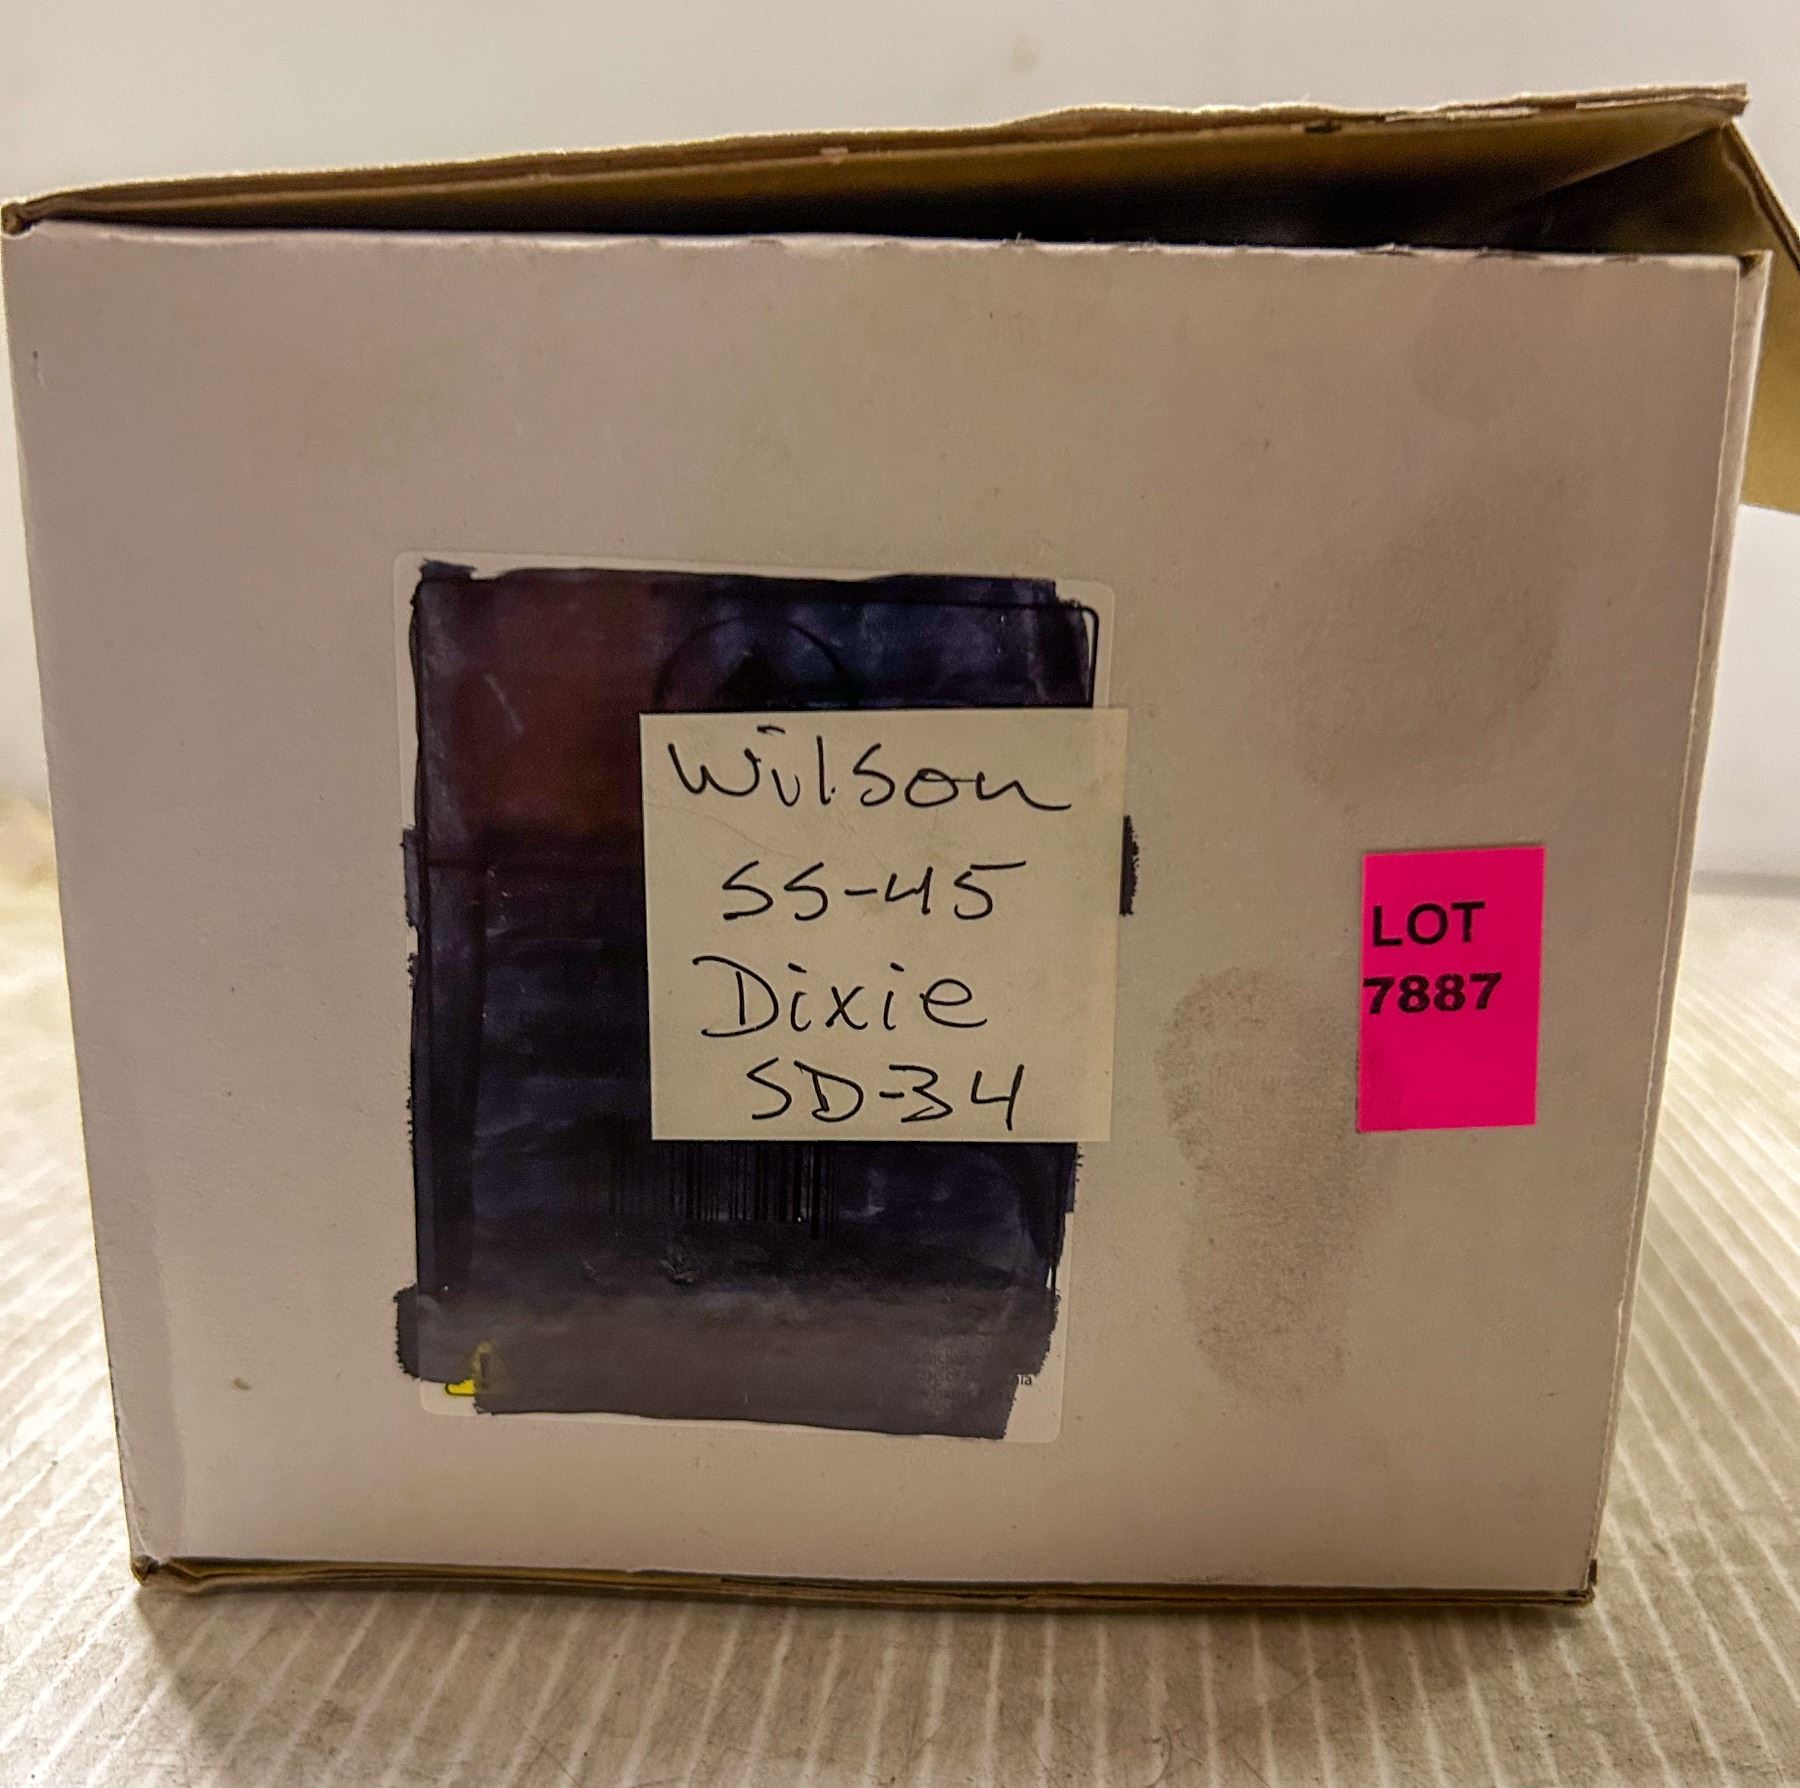 Wilson
SS-45
Dixie
SD-34
LOT
7887